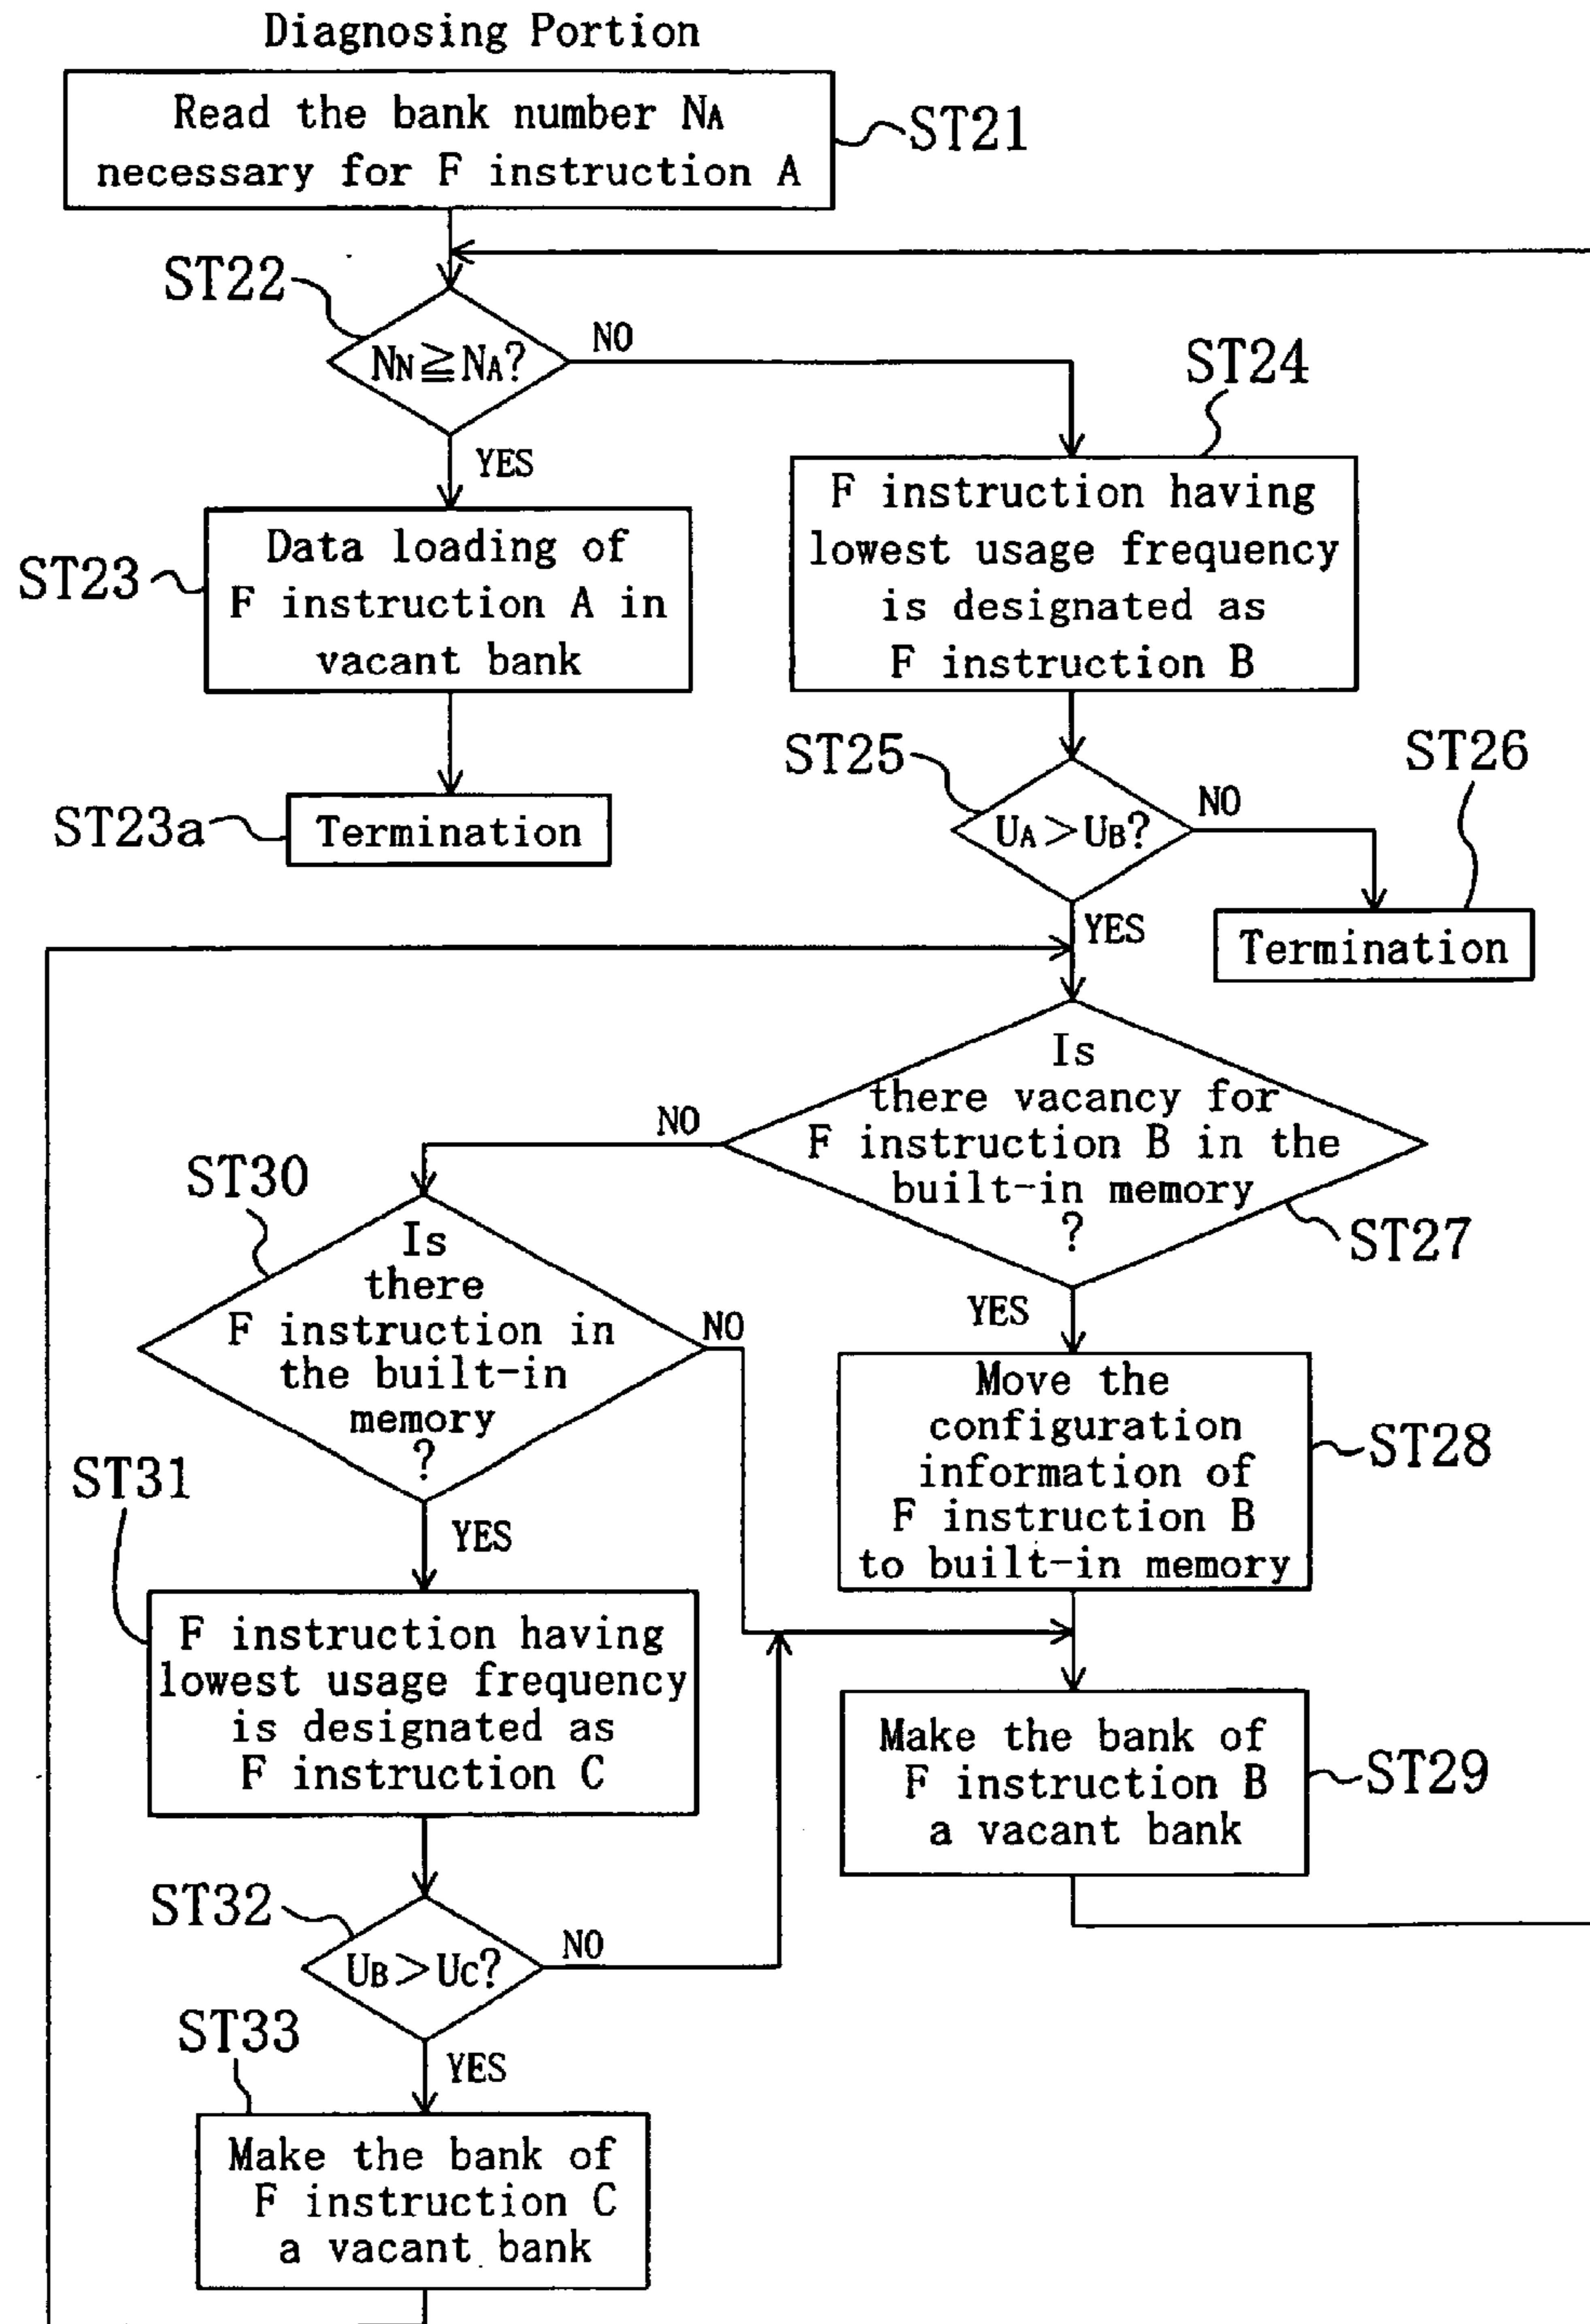 Diagnosing Portion
Read the bank number NA
necessary for F instruction A
ST21
ST22
NN≧NA?
NO
YES
ST23
Data loading of
F instruction A in
vacant bank
ST23a
Termination
ST24
F instruction having
lowest usage frequency
is designated as
F instruction B
ST25
UA>UB?
NO
YES
ST26
Termination
Is
there vacancy for
F instruction B in the
built-in memory
?
ST27
NO
YES
ST30
Is
there
F instruction in
the built-in
memory
?
NO
YES
Move the
configuration
information of
F instruction B
to built-in memory
ST28
ST31
F instruction having
lowest usage frequency
is designated as
F instruction C
Make the bank of
F instruction B
a vacant bank
ST29
ST32
UB>UC?
NO
YES
ST33
Make the bank of
F instruction C
a vacant bank